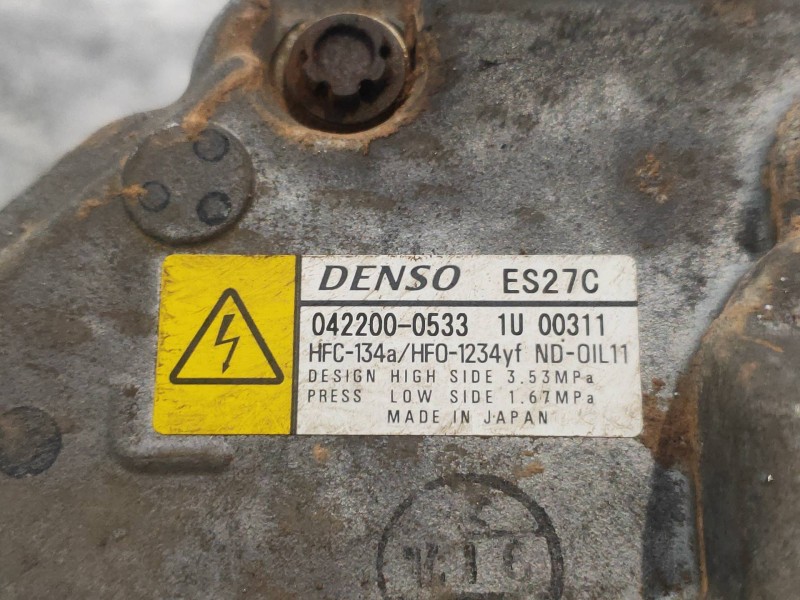 DENSO ES27C
042200-0533 1U 00311
HFC-134a/HFO-1234yf ND-OIL11
DESIGN HIGH SIDE 3.53MPa
PRESS LOW SIDE 1.67MPa
MADE IN JAPAN